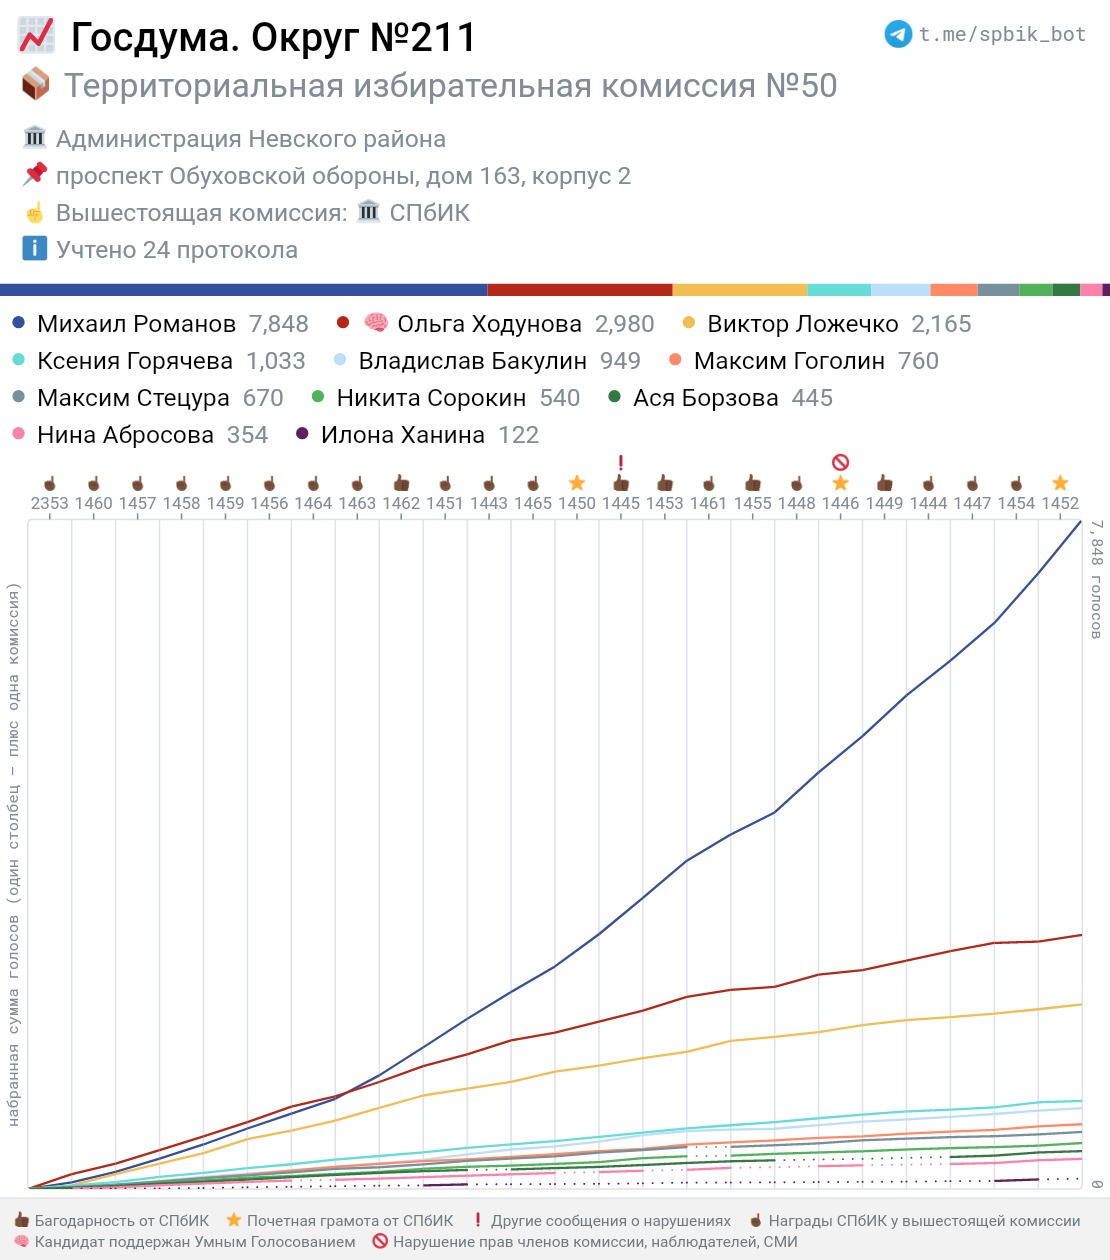 Госдума. Округ №211
t.me/spbik_bot
Территориальная избирательная комиссия №50
Администрация Невского района
проспект Обуховской обороны, дом 163, корпус 2
Вышестоящая комиссия: СПбИК
Учтено 24 протокола
Михаил Романов 7,848 Ольга Ходунова 2,980 Виктор Ложечко 2,165
Ксения Горячева 1,033 Владислав Бакулин 949 Максим Гоголин 760
Максим Стецура 670 Никита Сорокин 540 Ася Борзова 445
Нина Абросова 354 Илона Ханина 122
2353 1460 1457 1458 1459 1456 1464 1463 1462 1451 1443 1465 1450 1445 1453 1461 1455 1448 1446 1449 1444 1447 1454 1452
набранная сумма голосов (один столбец — плюс одна комиссия)
7,848 голосов
0
Багодарность от СПбИК Почетная грамота от СПбИК Другие сообщения о нарушениях Награды СПбИК у вышестоящей комиссии
Кандидат поддержан Умным Голосованием Нарушение прав членов комиссии, наблюдателей, СМИ